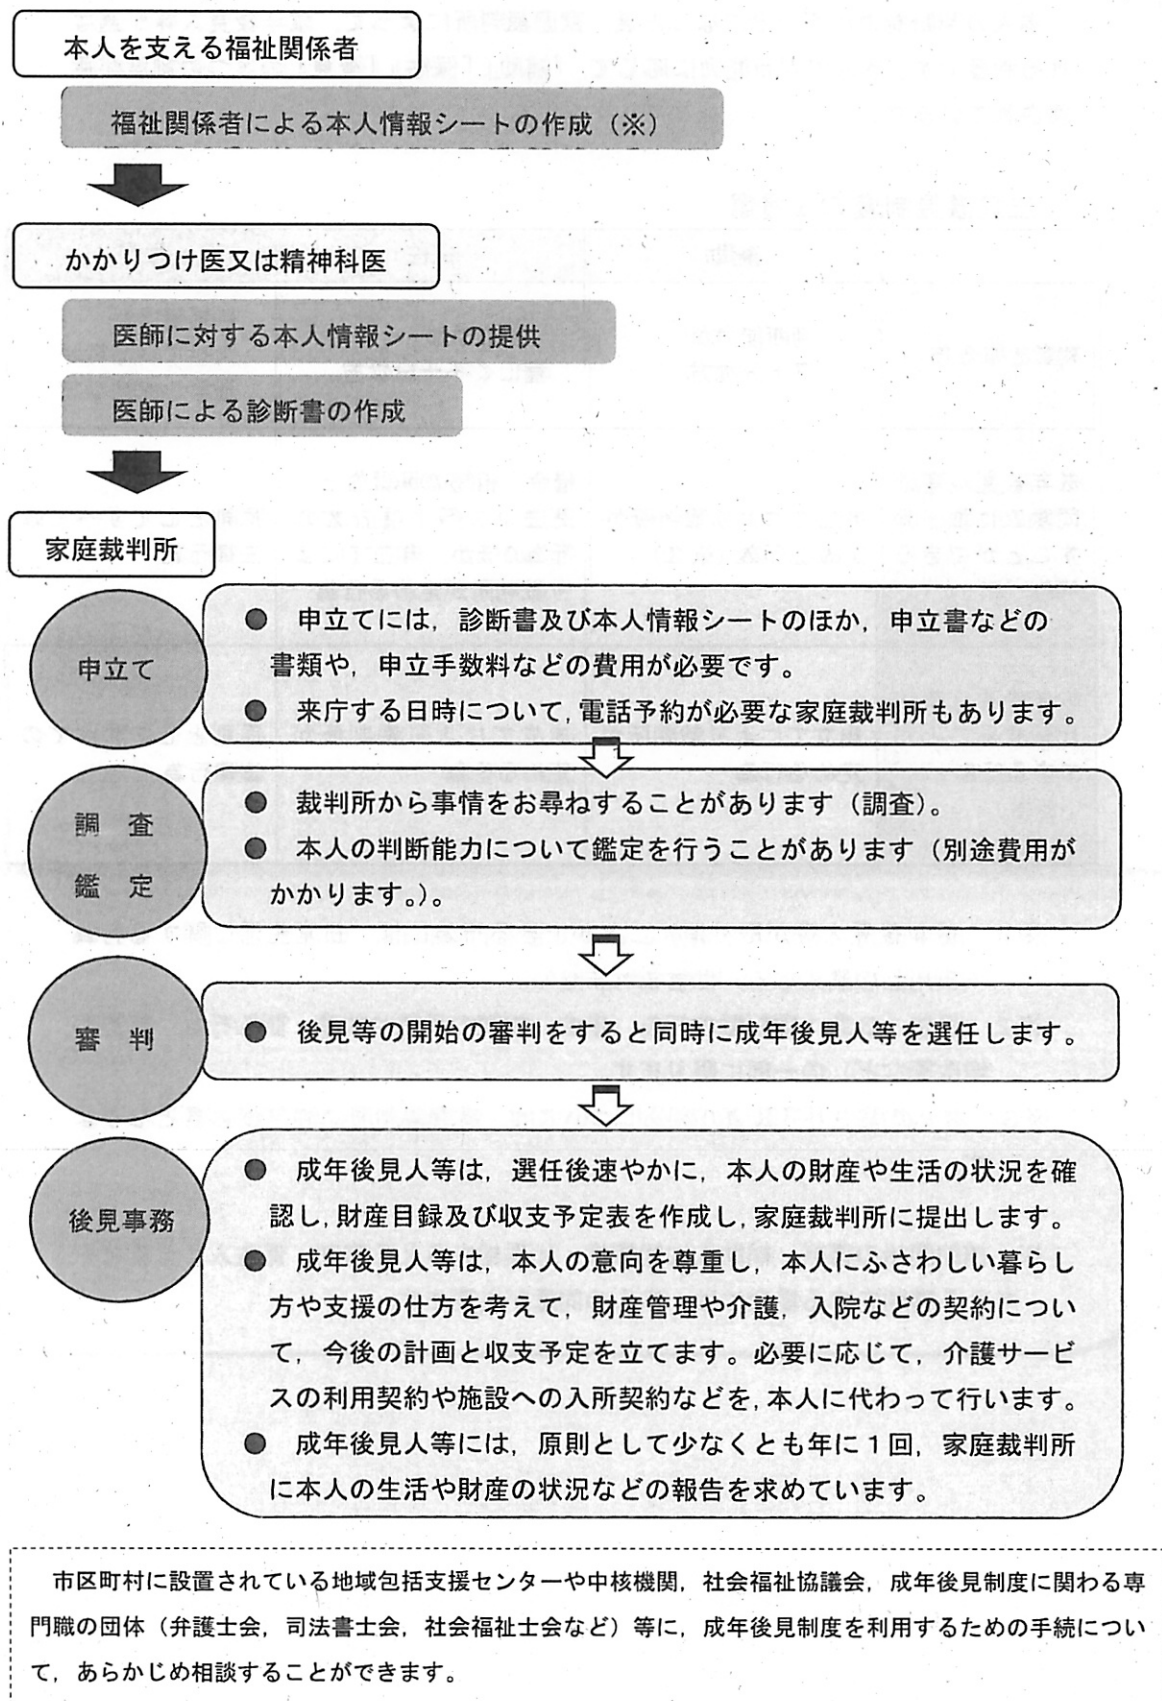 本人を支える福祉関係者
福祉関係者による本人情報シートの作成（※）
かかりつけ医又は精神科医
医師に対する本人情報シートの提供
医師による診断書の作成
家庭裁判所
申立て
● 申立てには，診断書及び本人情報シートのほか，申立書などの
書類や，申立手数料などの費用が必要です。
● 来庁する日時について，電話予約が必要な家庭裁判所もあります。
調 査
鑑 定
● 裁判所から事情をお尋ねすることがあります（調査）。
● 本人の判断能力について鑑定を行うことがあります（別途費用が
かかります。）。
審 判
● 後見等の開始の審判をすると同時に成年後見人等を選任します。
後見事務
● 成年後見人等は，選任後速やかに，本人の財産や生活の状況を確
認し，財産目録及び収支予定表を作成し，家庭裁判所に提出します。
● 成年後見人等は，本人の意向を尊重し，本人にふさわしい暮らし
方や支援の仕方を考えて，財産管理や介護，入院などの契約につい
て，今後の計画と収支予定を立てます。必要に応じて，介護サービ
スの利用契約や施設への入所契約などを，本人に代わって行います。
● 成年後見人等には，原則として少なくとも年に１回，家庭裁判所
に本人の生活や財産の状況などの報告を求めています。
市区町村に設置されている地域包括支援センターや中核機関，社会福祉協議会，成年後見制度に関わる専
門職の団体（弁護士会，司法書士会，社会福祉士会など）等に，成年後見制度を利用するための手続につい
て，あらかじめ相談することができます。